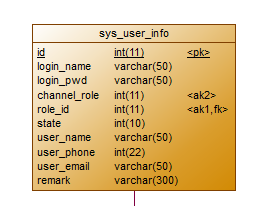 sys_user_info
id int(11) <pk>
login_name varchar(50)
login_pwd varchar(50)
channel_role int(11) <ak2>
role_id int(11) <ak1,fk>
state int(10)
user_name varchar(50)
user_phone int(22)
user_email varchar(50)
remark varchar(300)